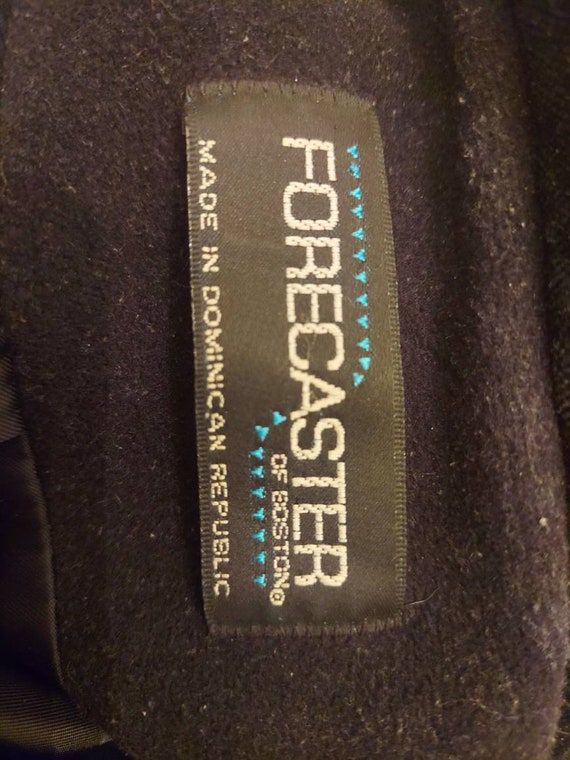 FORECASTER
OF BOSTON®
MADE IN DOMINICAN REPUBLIC